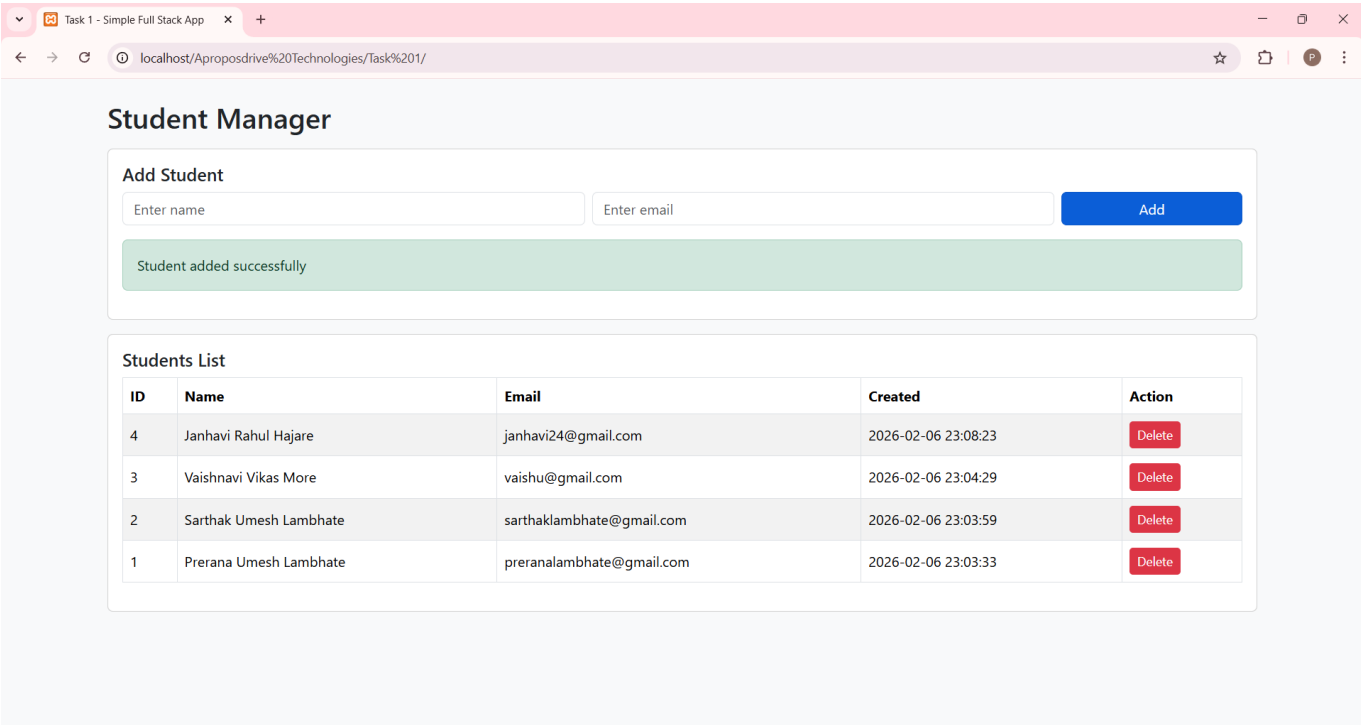 Task 1 - Simple Full Stack App
localhost/Aproposdrive%20Technologies/Task%201/
P
Student Manager
Add Student
Enter name Enter email Add
Student added successfully
Students List
ID Name Email Created Action
4 Janhavi Rahul Hajare janhavi24@gmail.com 2026-02-06 23:08:23 Delete
3 Vaishnavi Vikas More vaishu@gmail.com 2026-02-06 23:04:29 Delete
2 Sarthak Umesh Lambhate sarthaklambhate@gmail.com 2026-02-06 23:03:59 Delete
1 Prerana Umesh Lambhate preranalambhate@gmail.com 2026-02-06 23:03:33 Delete